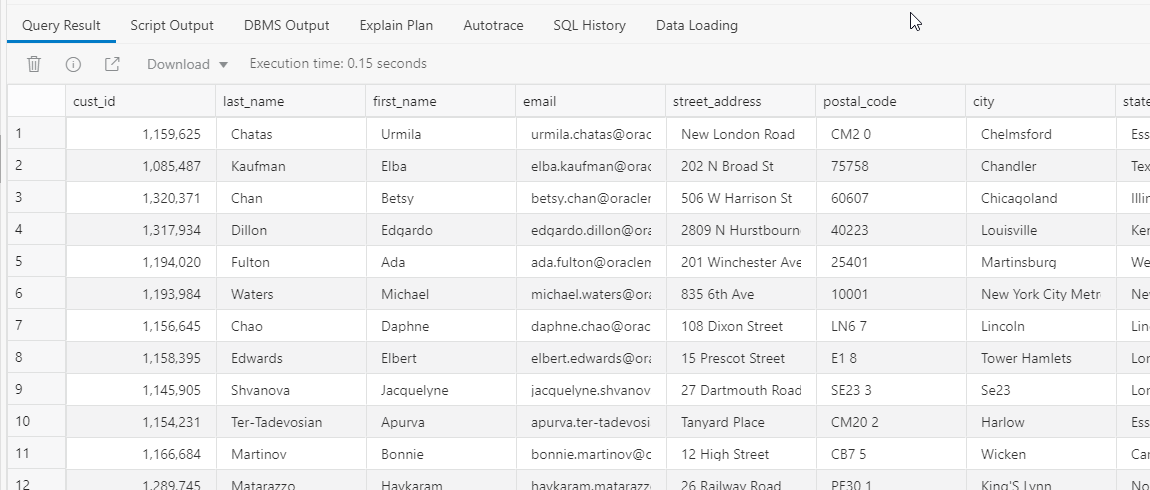 Query Result Script Output DBMS Output Explain Plan Autotrace SQL History Data Loading
Download Execution time: 0.15 seconds
cust_id last_name first_name email street_address postal_code city state
1 1,159,625 Chatas Urmila urmila.chatas@orac New London Road CM2 0 Chelmsford Ess
2 1,085,487 Kaufman Elba elba.kaufman@orac 202 N Broad St 75758 Chandler Tex
3 1,320,371 Chan Betsy betsy.chan@oracler 506 W Harrison St 60607 Chicagoland Illin
4 1,317,934 Dillon Edgardo edgardo.dillon@ora 2809 N Hurstbourn 40223 Louisville Ker
5 1,194,020 Fulton Ada ada.fulton@oraclem 201 Winchester Ave 25401 Martinsburg We
6 1,193,984 Waters Michael michael.waters@ora 835 6th Ave 10001 New York City Metr Nev
7 1,156,645 Chao Daphne daphne.chao@orac 108 Dixon Street LN6 7 Lincoln Lin
8 1,158,395 Edwards Elbert elbert.edwards@ora 15 Prescot Street E1 8 Tower Hamlets Lor
9 1,145,905 Shvanova Jacquelyne jacquelyne.shvanov 27 Dartmouth Road SE23 3 Se23 Lor
10 1,154,231 Ter-Tadevosian Apurva apurva.ter-tadevosi Tanyard Place CM20 2 Harlow Ess
11 1,166,684 Martinov Bonnie bonnie.martinov@c 12 High Street CB7 5 Wicken Car
12 1,289,745 Matarazzo Haykaram haykaram.matarazz 26 Railway Road PE30 1 King'S Lynn No